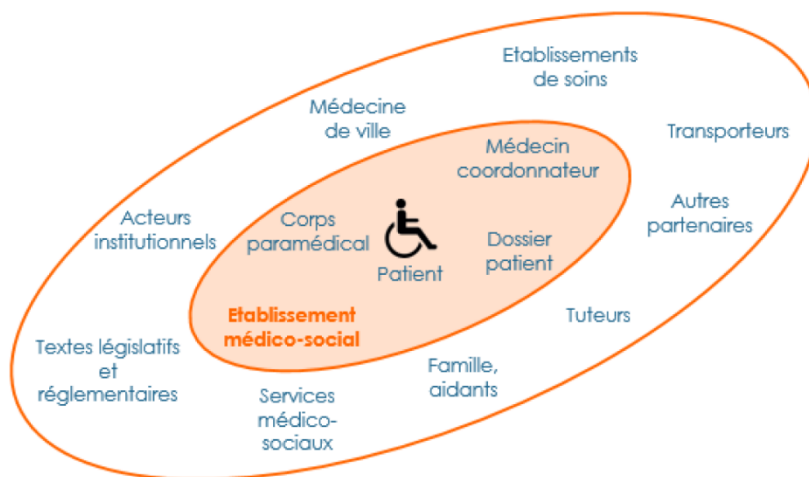 Etablissements
de soins
Médecine
de ville
Transporteurs
Médecin
coordonnateur
Autres
partenaires
Acteurs
institutionnels
Corps
paramédical
Dossier
patient
Patient
Etablissement
médico-social
Tuteurs
Textes législatifs
et
réglementaires
Famille,
aidants
Services
médico-
sociaux